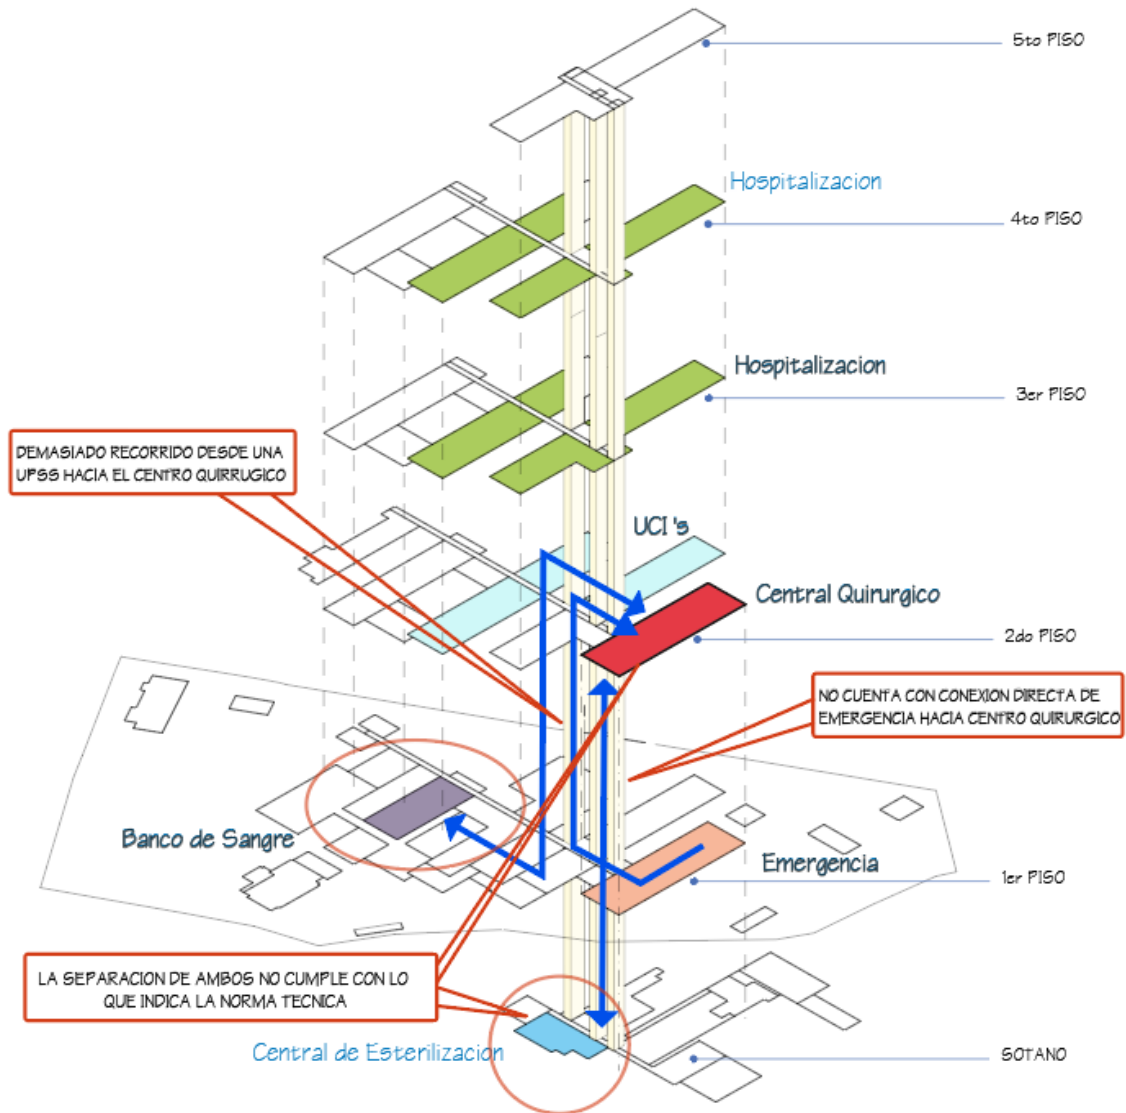 5to PISO
Hospitalizacion
4to PISO
Hospitalizacion
3er PISO
DEMASIADO RECORRIDO DESDE UNA
UPSS HACIA EL CENTRO QUIRRUGICO
UCI 's
Central Quirurgico
2do PISO
NO CUENTA CON CONEXION DIRECTA DE
EMERGENCIA HACIA CENTRO QUIRURGICO
Banco de Sangre
Emergencia
1er PISO
LA SEPARACION DE AMBOS NO CUMPLE CON LO
QUE INDICA LA NORMA TECNICA
Central de Esterilizacion
SOTANO